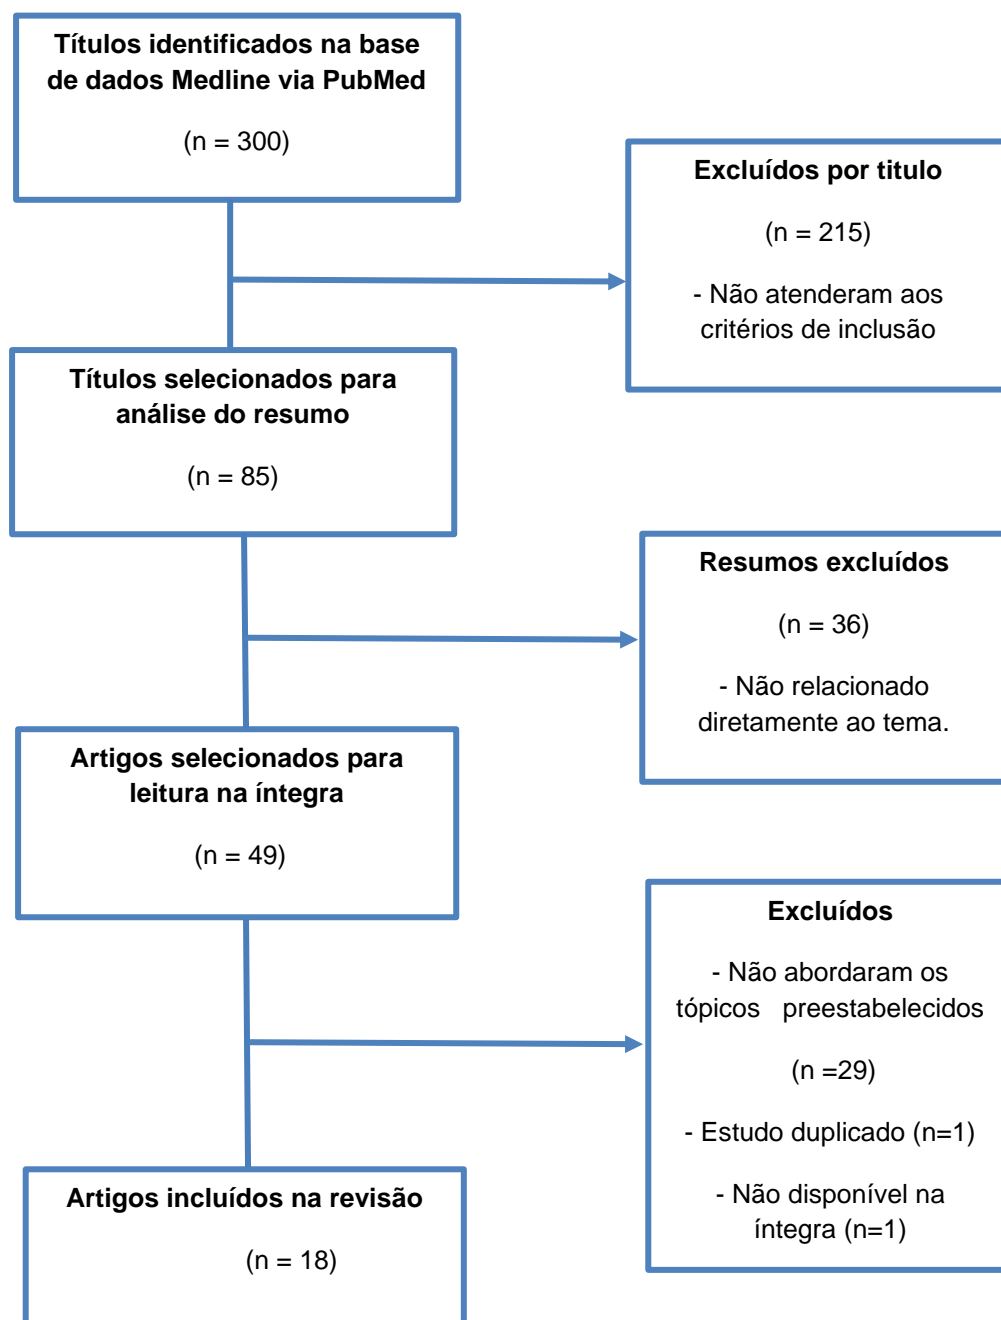 Títulos identificados na base
de dados Medline via PubMed
(n = 300)
Excluídos por titulo
(n = 215)
- Não atenderam aos
critérios de inclusão
Títulos selecionados para
análise do resumo
(n = 85)
Resumos excluídos
(n = 36)
- Não relacionado
diretamente ao tema.
Artigos selecionados para
leitura na íntegra
(n = 49)
Excluídos
- Não abordaram os
tópicos preestabelecidos
(n =29)
- Estudo duplicado (n=1)
- Não disponível na
íntegra (n=1)
Artigos incluídos na revisão
(n = 18)